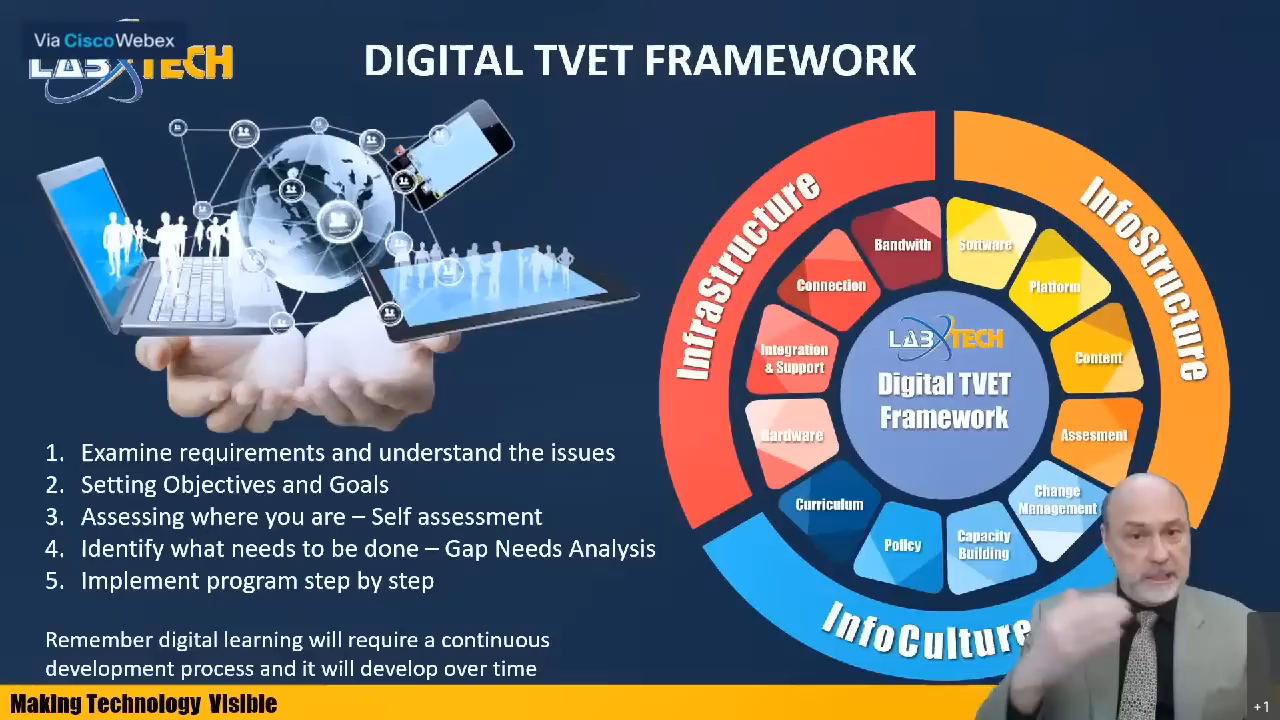 Via CiscoWebex
LABXTECH
DIGITAL TVET FRAMEWORK
InfraStructure
InfoStructure
InfoCulture
Bandwith
Software
Connection
Platform
Integration
& Support
Content
Hardware
Assesment
Curriculum
Change
Management
Policy
Capacity
Building
LABXTECH
Digital TVET
Framework
1. Examine requirements and understand the issues
2. Setting Objectives and Goals
3. Assessing where you are – Self assessment
4. Identify what needs to be done – Gap Needs Analysis
5. Implement program step by step
Remember digital learning will require a continuous
development process and it will develop over time
Making Technology Visible
+1